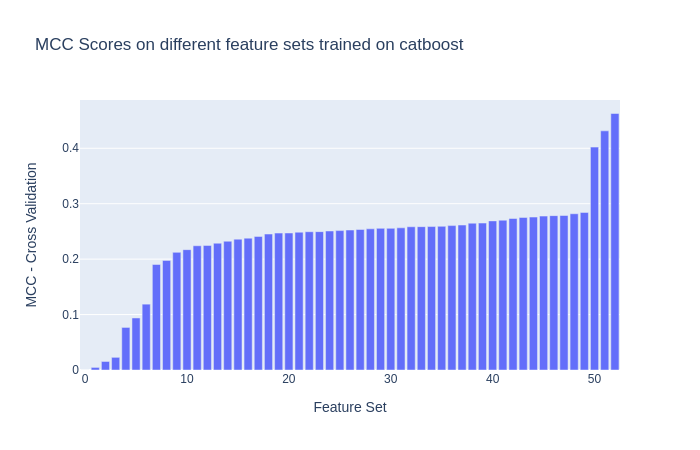 MCC Scores on different feature sets trained on catboost
MCC - Cross Validation
0.4
0.3
0.2
0.1
0
0 10 20 30 40 50
Feature Set